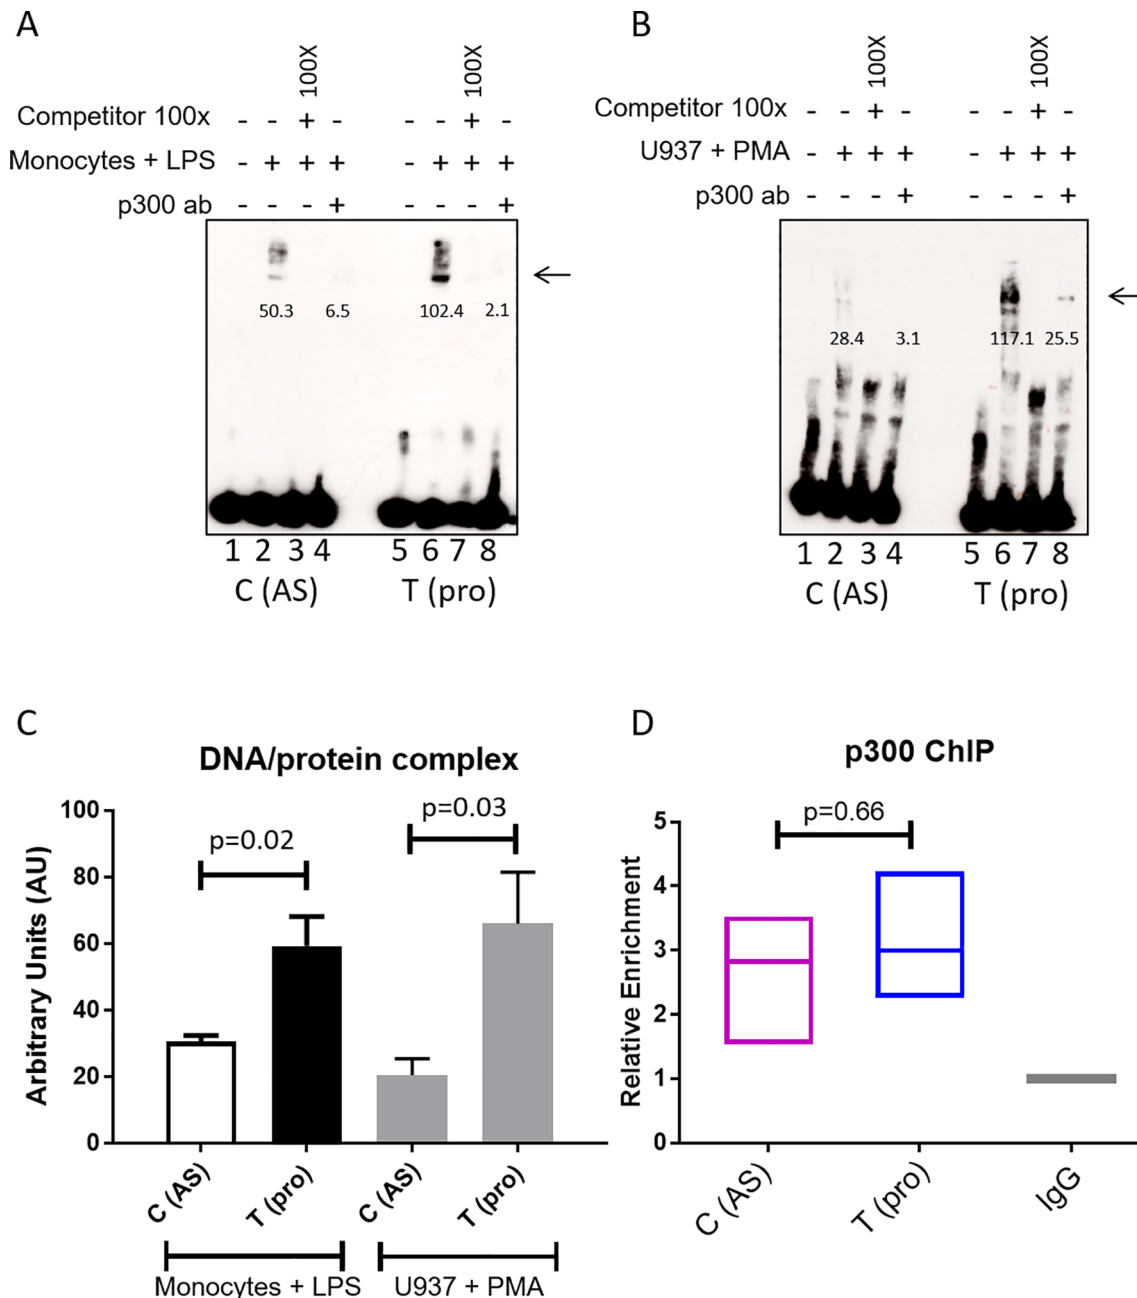 A
100X 100X
Competitor 100x - - + - - - + -
Monocytes + LPS - + + + - + + +
p300 ab - - - + - - - +
50.3 6.5 102.4 2.1
1 2 3 4 5 6 7 8
C (AS) T (pro)
B
100X 100X
Competitor 100x - - + - - - + -
U937 + PMA - + + + - + + +
p300 ab - - - + - - - +
28.4 3.1 117.1 25.5
1 2 3 4 5 6 7 8
C (AS) T (pro)
C
DNA/protein complex
Arbitrary Units (AU)
100
80
60
40
20
0
p=0.02
p=0.03
C (AS) T (pro) C (AS) T (pro)
Monocytes + LPS U937 + PMA
D
p300 ChIP
Relative Enrichment
5
4
3
2
1
0
p=0.66
C (AS) T (pro) IgG